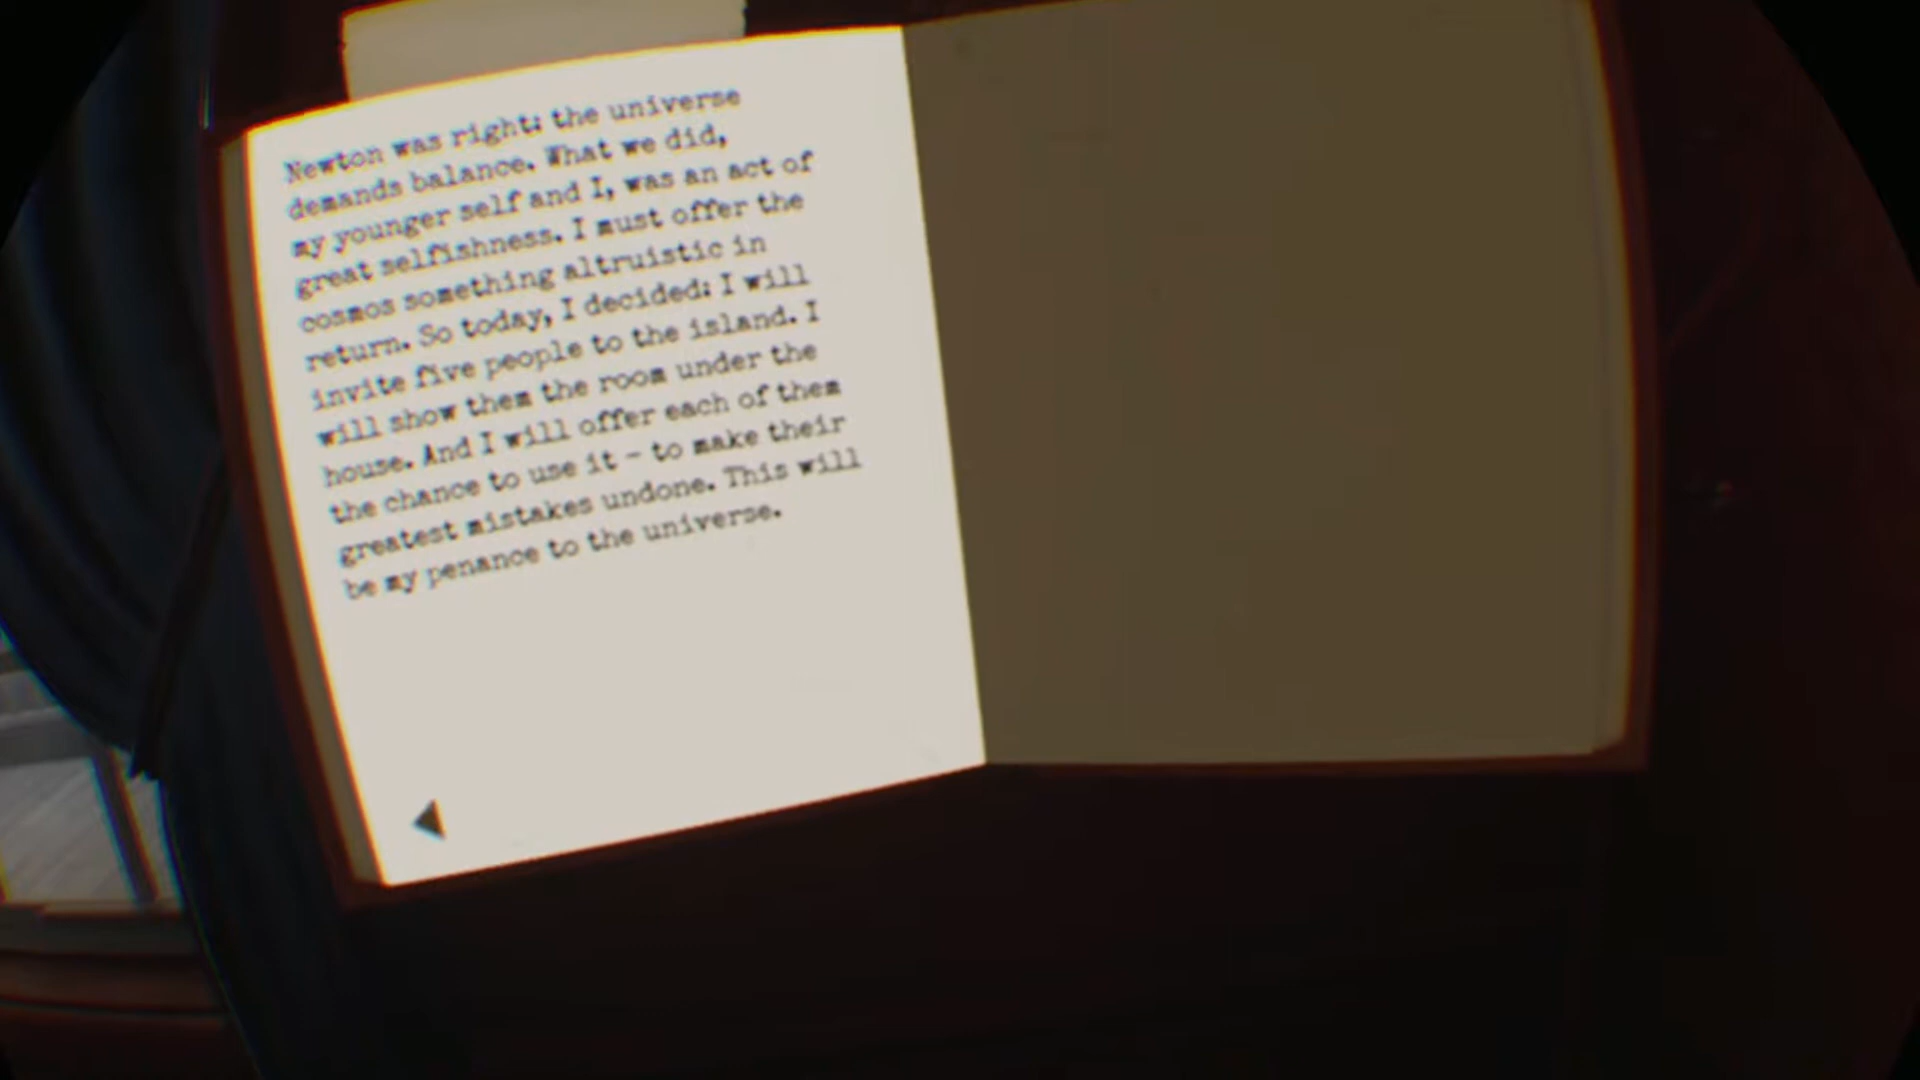 Newton was right: the universe
demands balance. What we did,
my younger self and I, was an act of
great selfishness. I must offer the
cosmos something altruistic in
return. So today, I decided: I will
invite five people to the island. I
will show them the room under the
house. And I will offer each of them
the chance to use it - to make their
greatest mistakes undone. This will
be my penance to the universe.